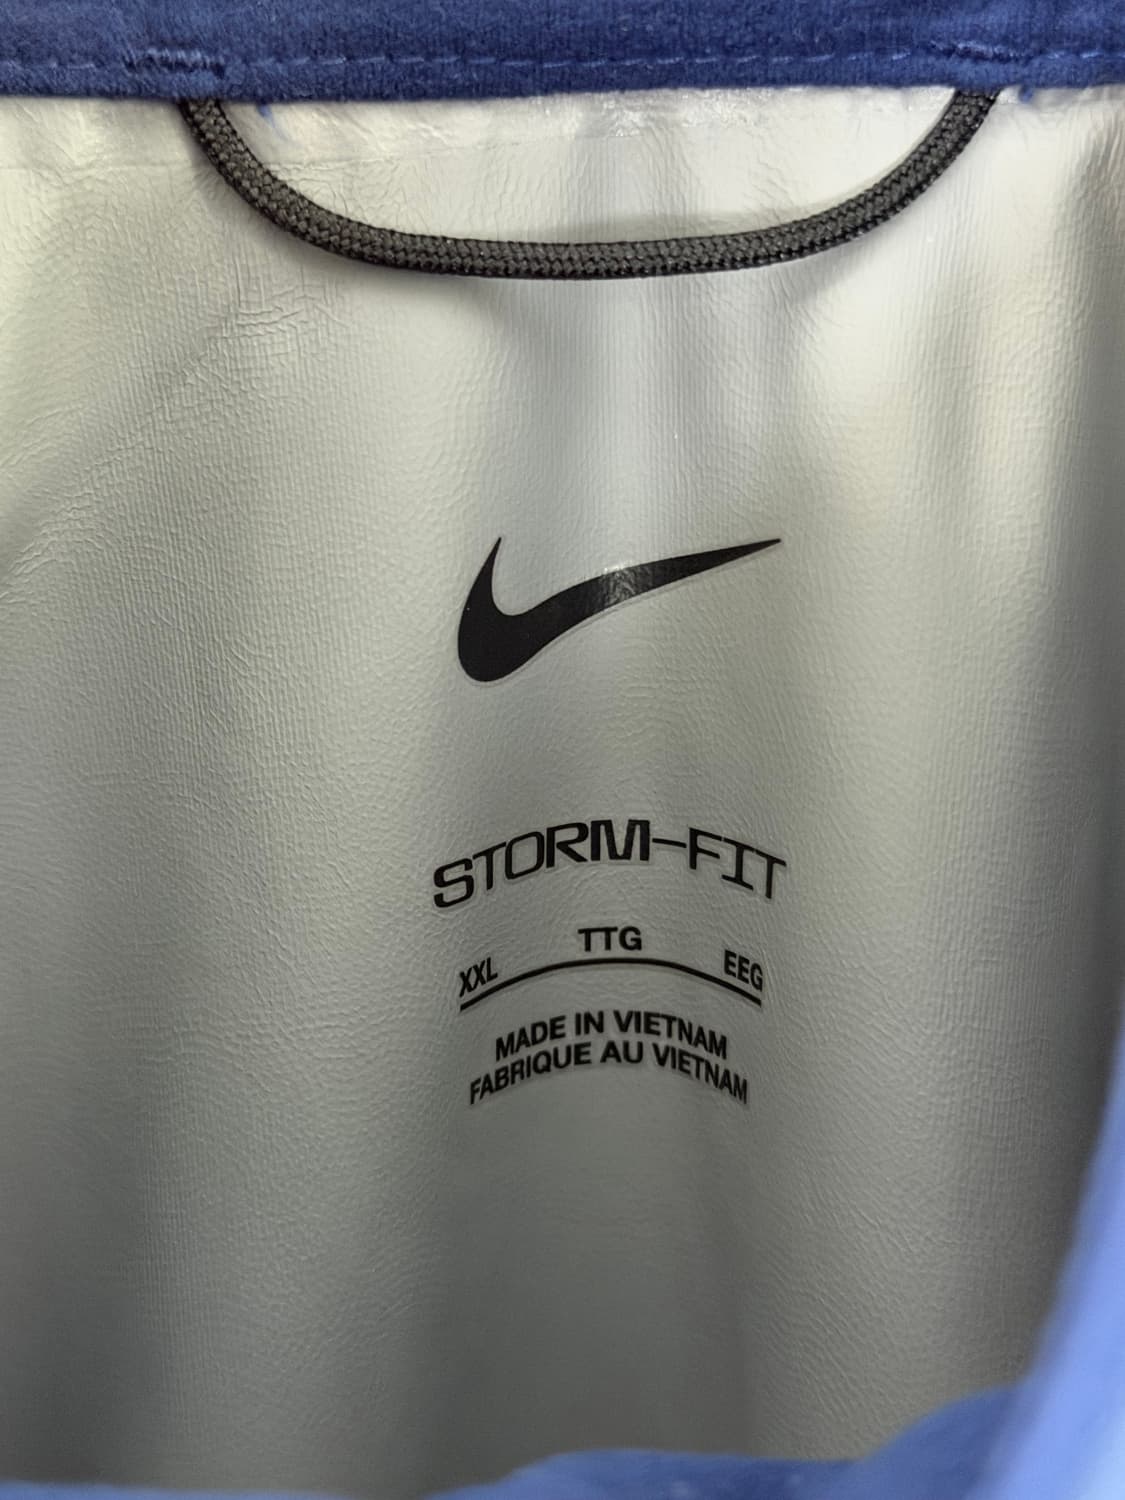 STORM-FIT
XXL TTG EEG
MADE IN VIETNAM
FABRIQUE AU VIETNAM